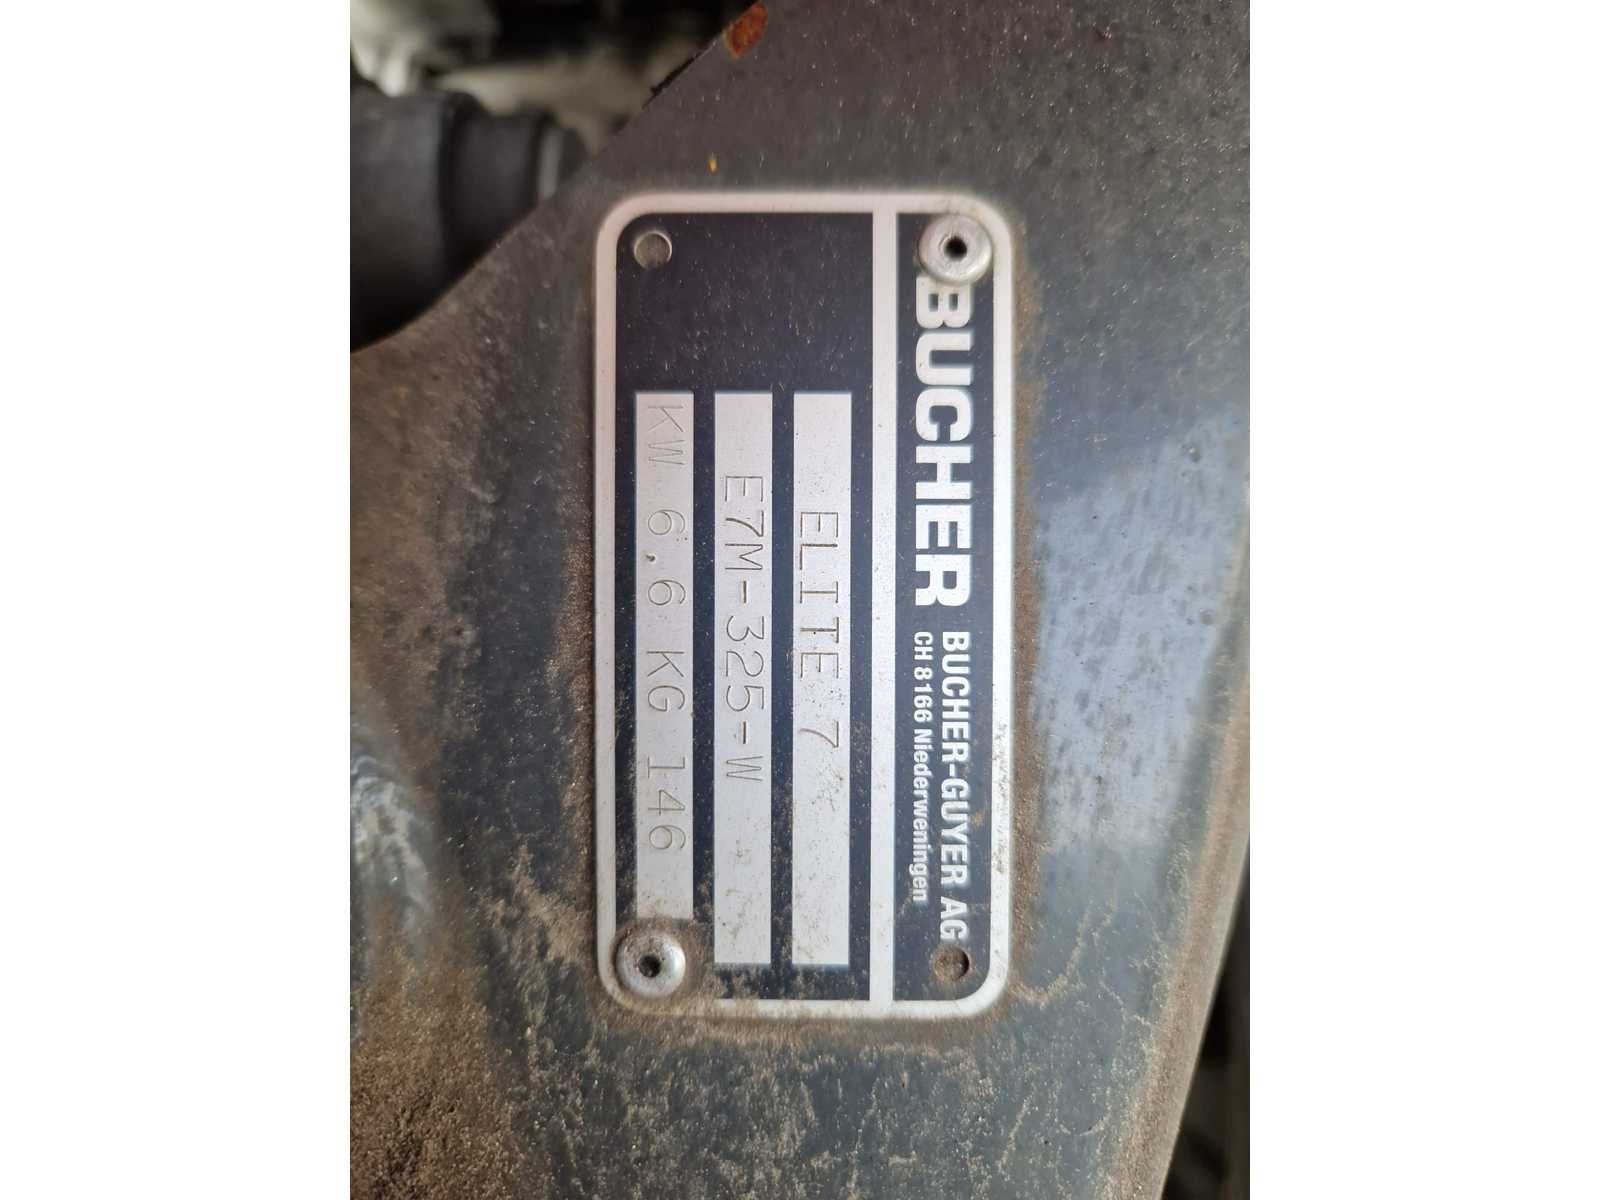 BUCHER
BUCHER-GUYER AG
CH 8166 Niederweningen
ELITE 7
E7M-325-W
KW 6,6 KG 146